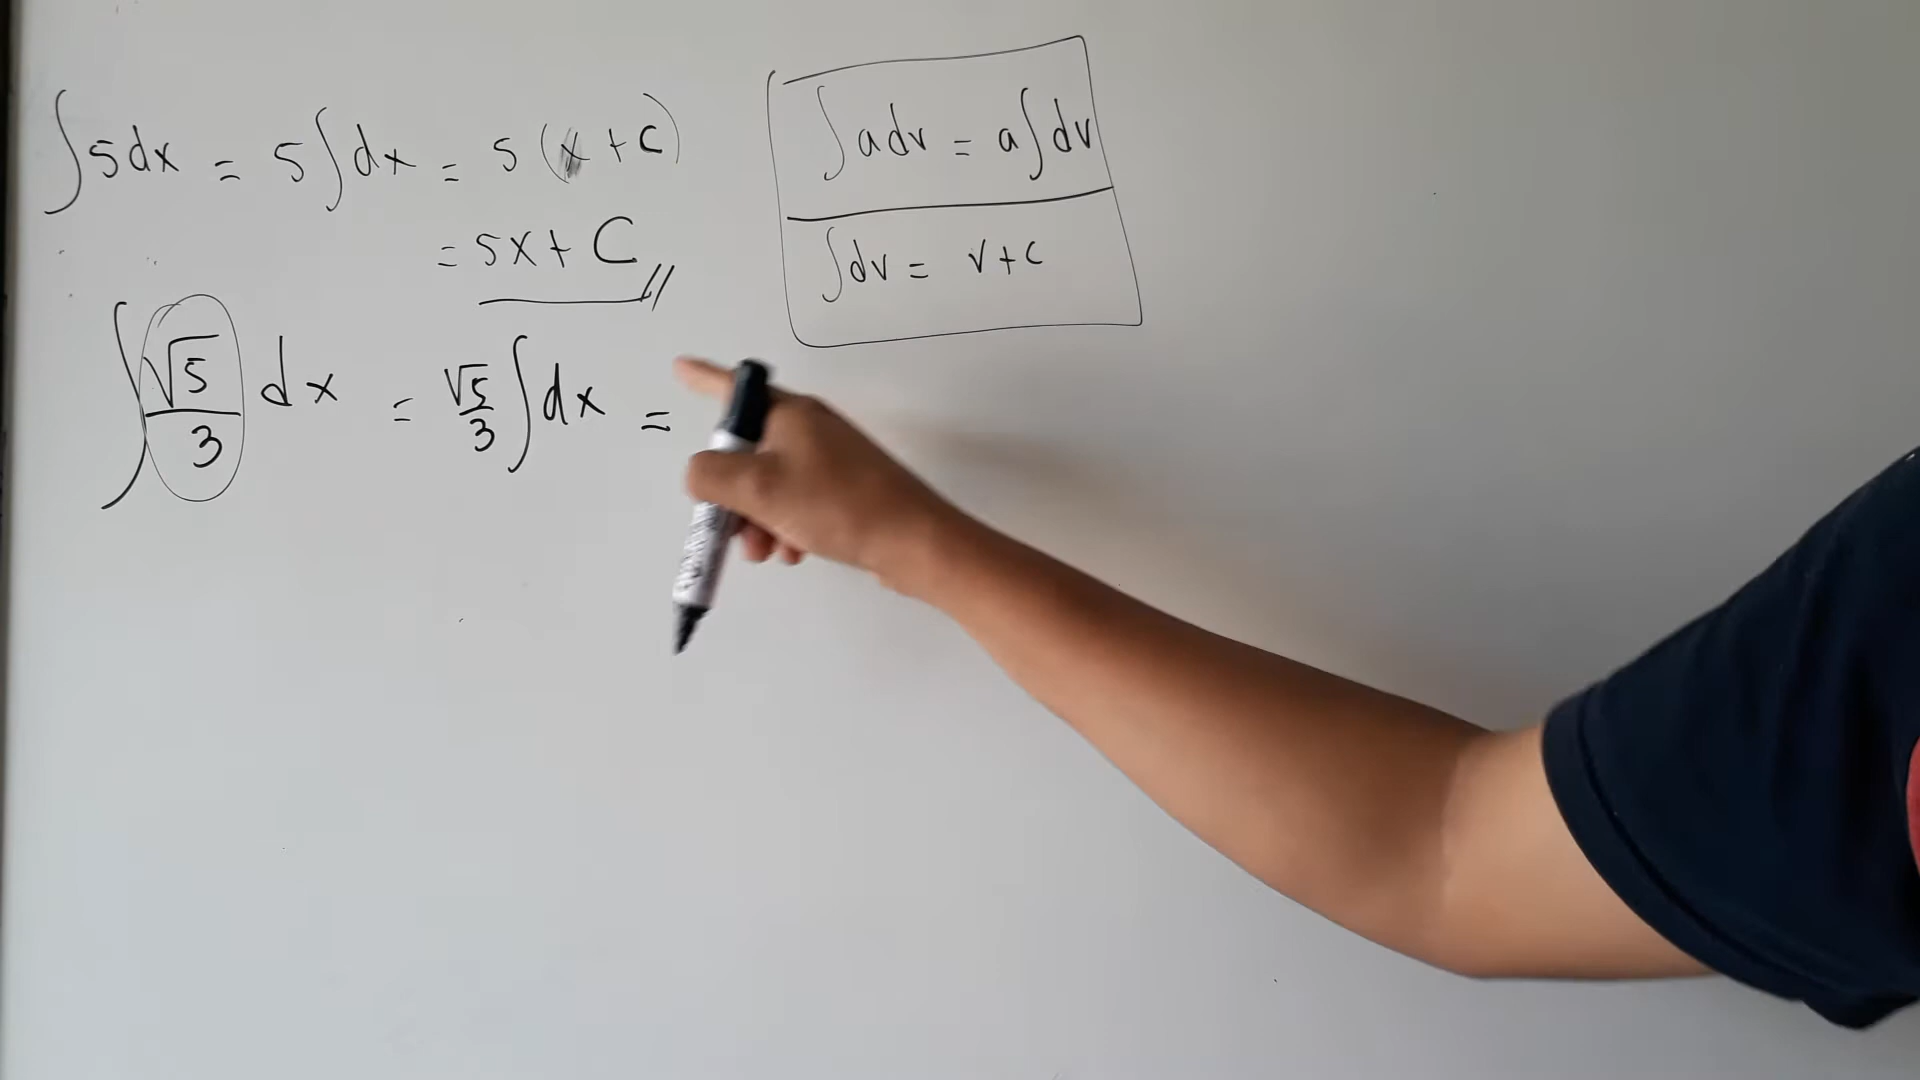 ∫5dx = 5∫dx = 5(x + c)
= 5x + C //
∫ √5/3 dx = √5/3 ∫dx =
∫adv = a∫dv
∫dv = v + c